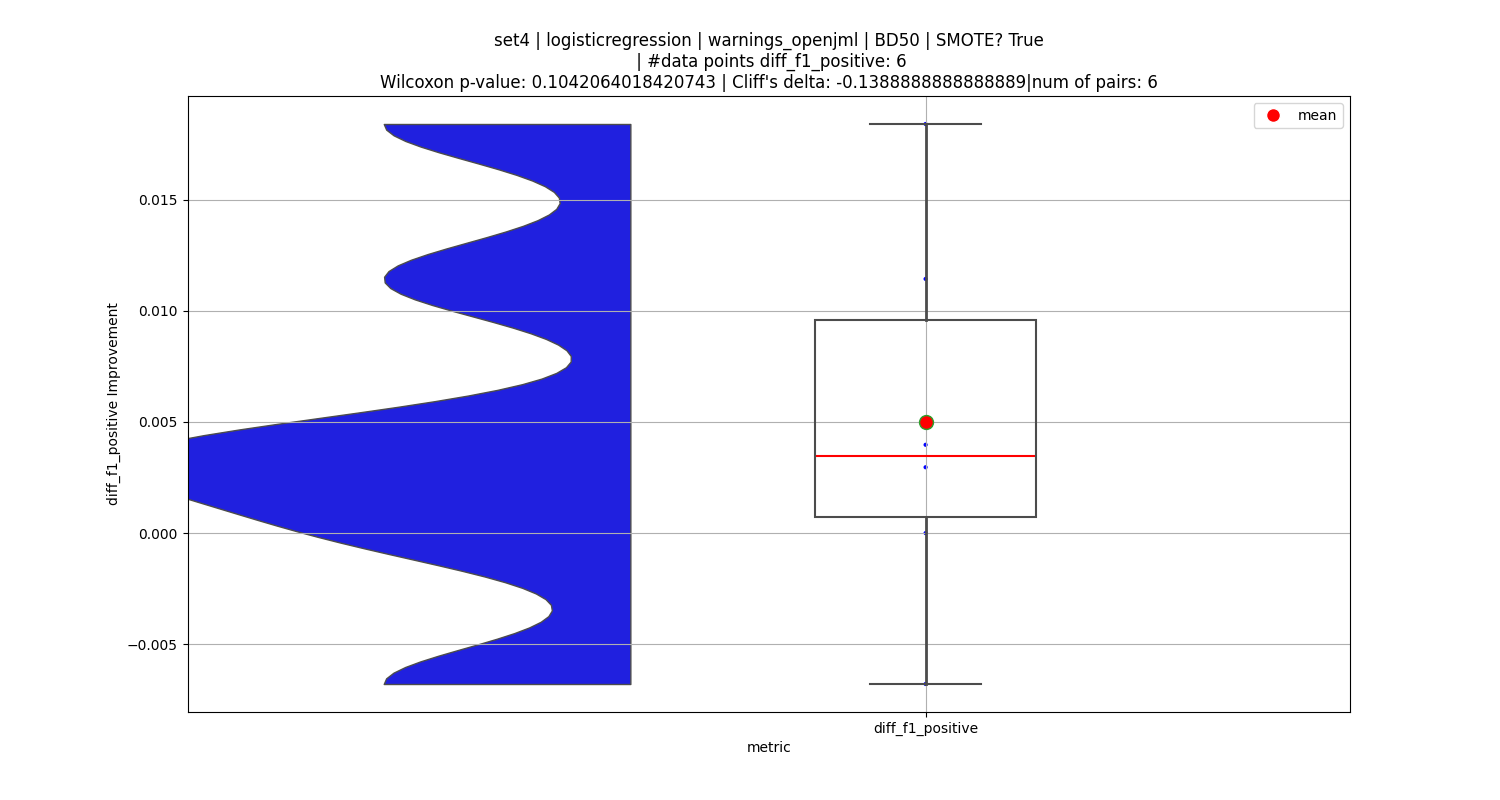 set4 | logisticregression | warnings_openjml | BD50 | SMOTE? True
| #data points diff_f1_positive: 6
Wilcoxon p-value: 0.1042064018420743 | Cliff's delta: -0.1388888888888889|num of pairs: 6
mean
0.015
0.010
0.005
0.000
−0.005
diff_f1_positive Improvement
diff_f1_positive
metric